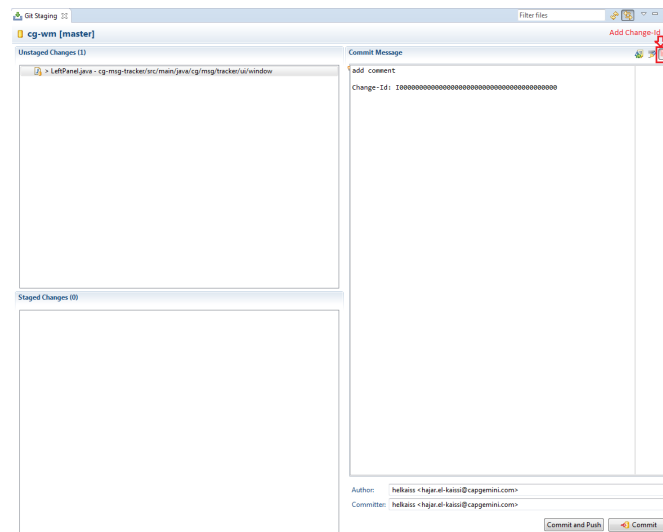 Git Staging
Filter files
cg-wm [master]
Add Change-Id
Unstaged Changes (1)
Commit Message
> LeftPanel.java - cg-msg-tracker/src/main/java/cg/msg/tracker/ui/window
add comment
Change-Id: I0000000000000000000000000000000000000000
Staged Changes (0)
Author: helkaiss <hajar.el-kaissi@capgemini.com>
Committer: helkaiss <hajar.el-kaissi@capgemini.com>
Commit and Push
Commit